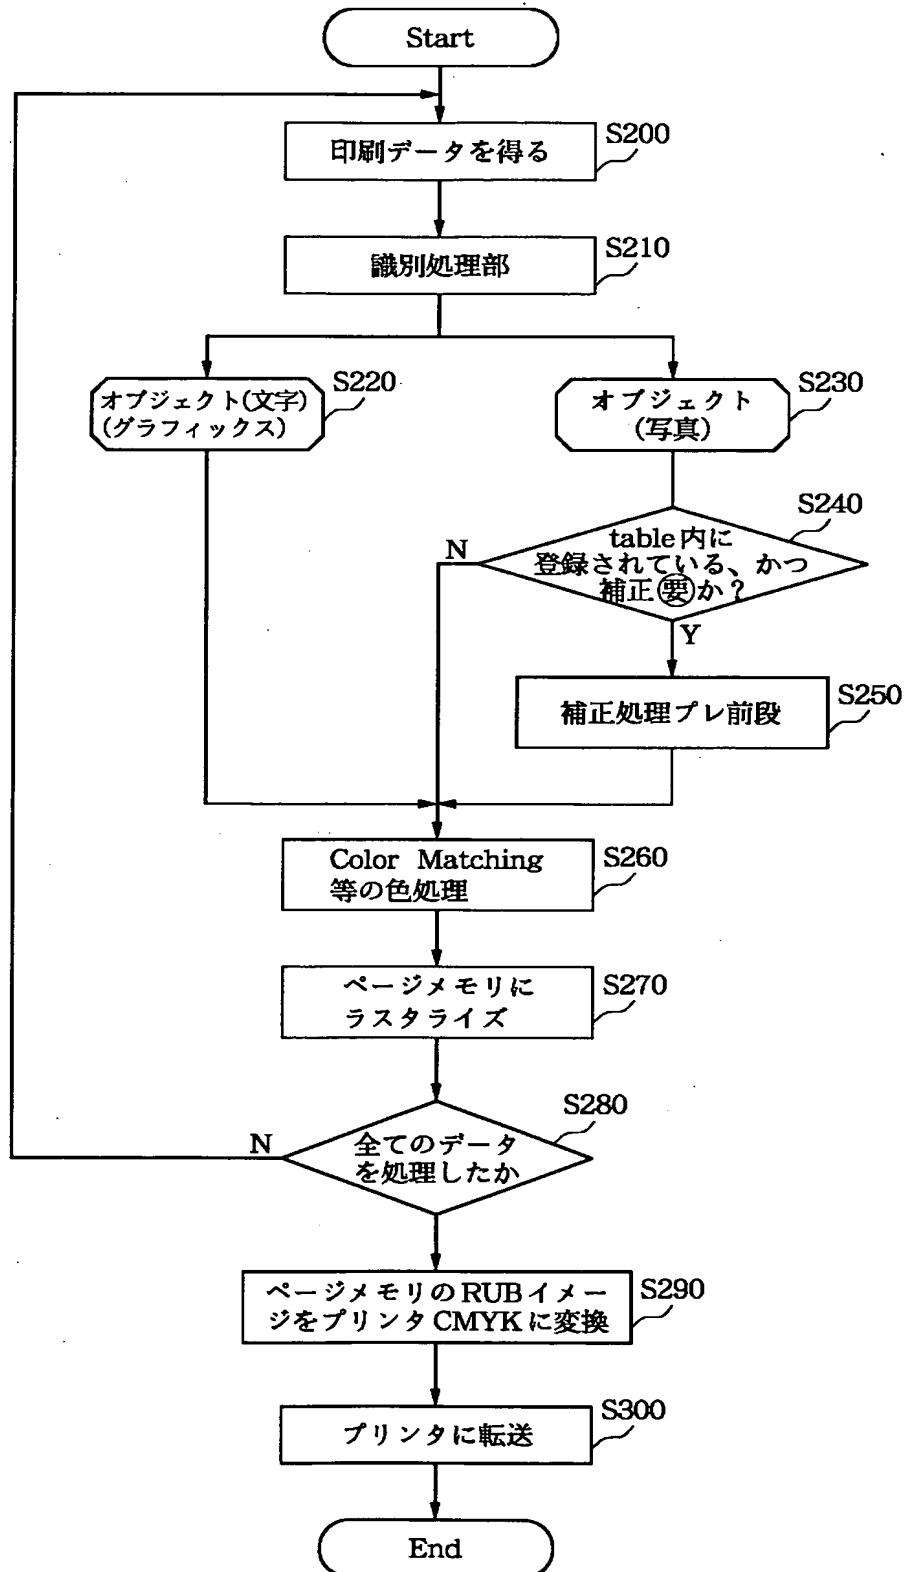 Start
印刷データを得る
S200
識別処理部
S210
オブジェクト(文字)
(グラフィックス)
S220
オブジェクト
(写真)
S230
table内に
登録されている、かつ
補正要か?
S240
N
Y
補正処理プレ前段
S250
Color Matching
等の色処理
S260
ページメモリに
ラスタライズ
S270
全てのデータ
を処理したか
S280
N
ページメモリのRUBイメー
ジをプリンタCMYKに変換
S290
プリンタに転送
S300
End